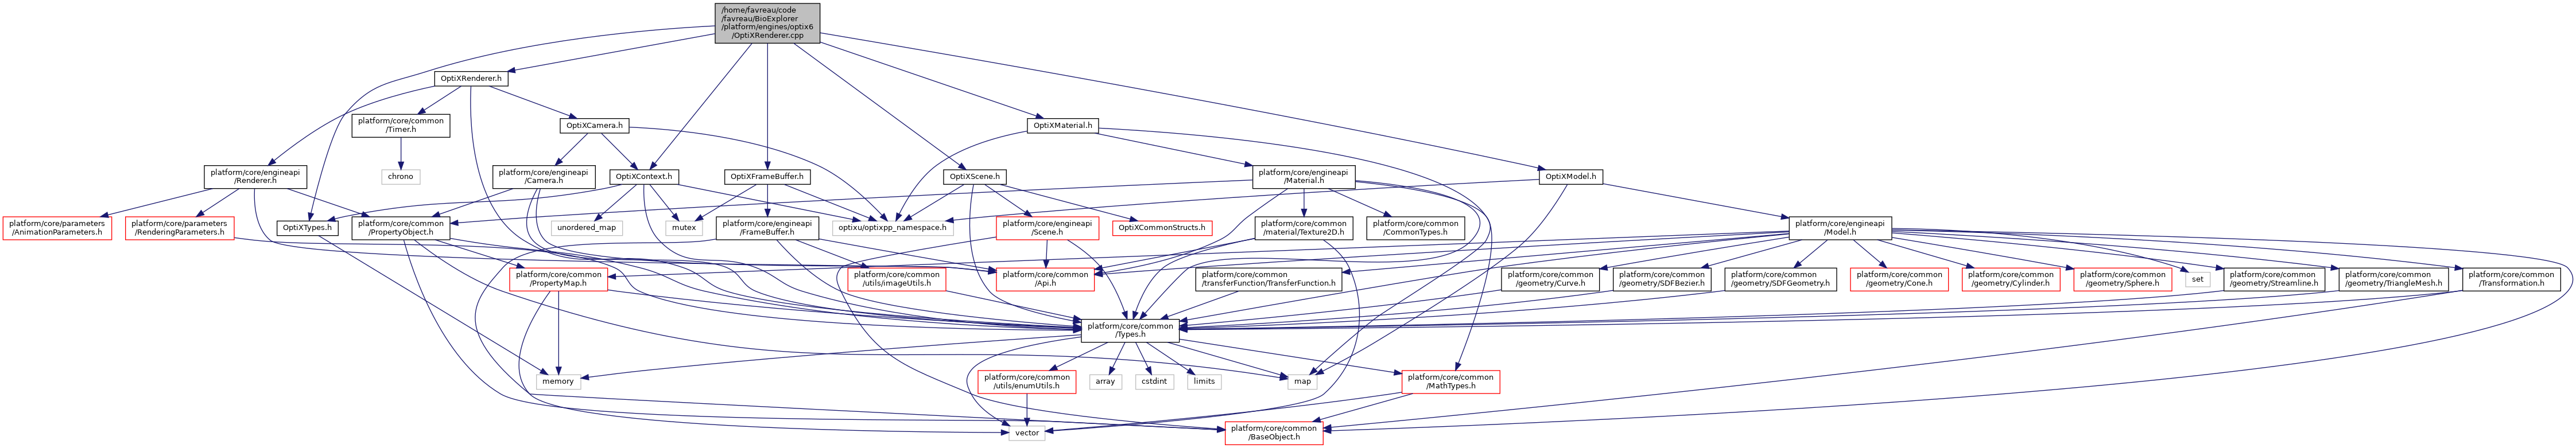 /home/favreau/code
/favreau/BioExplorer
/platform/engines/optix6
/OptiXRenderer.cpp
OptiXRenderer.h
platform/core/common
/Timer.h
OptiXCamera.h
OptiXMaterial.h
chrono
platform/core/engineapi
/Renderer.h
platform/core/engineapi
/Camera.h
OptiXContext.h
OptiXFrameBuffer.h
OptiXScene.h
platform/core/engineapi
/Material.h
OptiXModel.h
platform/core/parameters
/AnimationParameters.h
platform/core/parameters
/RenderingParameters.h
OptiXTypes.h
platform/core/common
/PropertyObject.h
unordered_map
mutex
platform/core/engineapi
/FrameBuffer.h
optixu/optixpp_namespace.h
platform/core/engineapi
/Scene.h
OptiXCommonStructs.h
platform/core/common
/material/Texture2D.h
platform/core/common
/CommonTypes.h
platform/core/engineapi
/Model.h
platform/core/common
/PropertyMap.h
platform/core/common
/utils/imageUtils.h
platform/core/common
/Api.h
platform/core/common
/transferFunction/TransferFunction.h
platform/core/common
/geometry/Curve.h
platform/core/common
/geometry/SDFBezier.h
platform/core/common
/geometry/SDFGeometry.h
platform/core/common
/geometry/Cone.h
platform/core/common
/geometry/Cylinder.h
platform/core/common
/geometry/Sphere.h
set
platform/core/common
/geometry/Streamline.h
platform/core/common
/geometry/TriangleMesh.h
platform/core/common
/Transformation.h
platform/core/common
/Types.h
memory
platform/core/common
/utils/enumUtils.h
array
cstdint
limits
map
platform/core/common
/MathTypes.h
vector
platform/core/common
/BaseObject.h